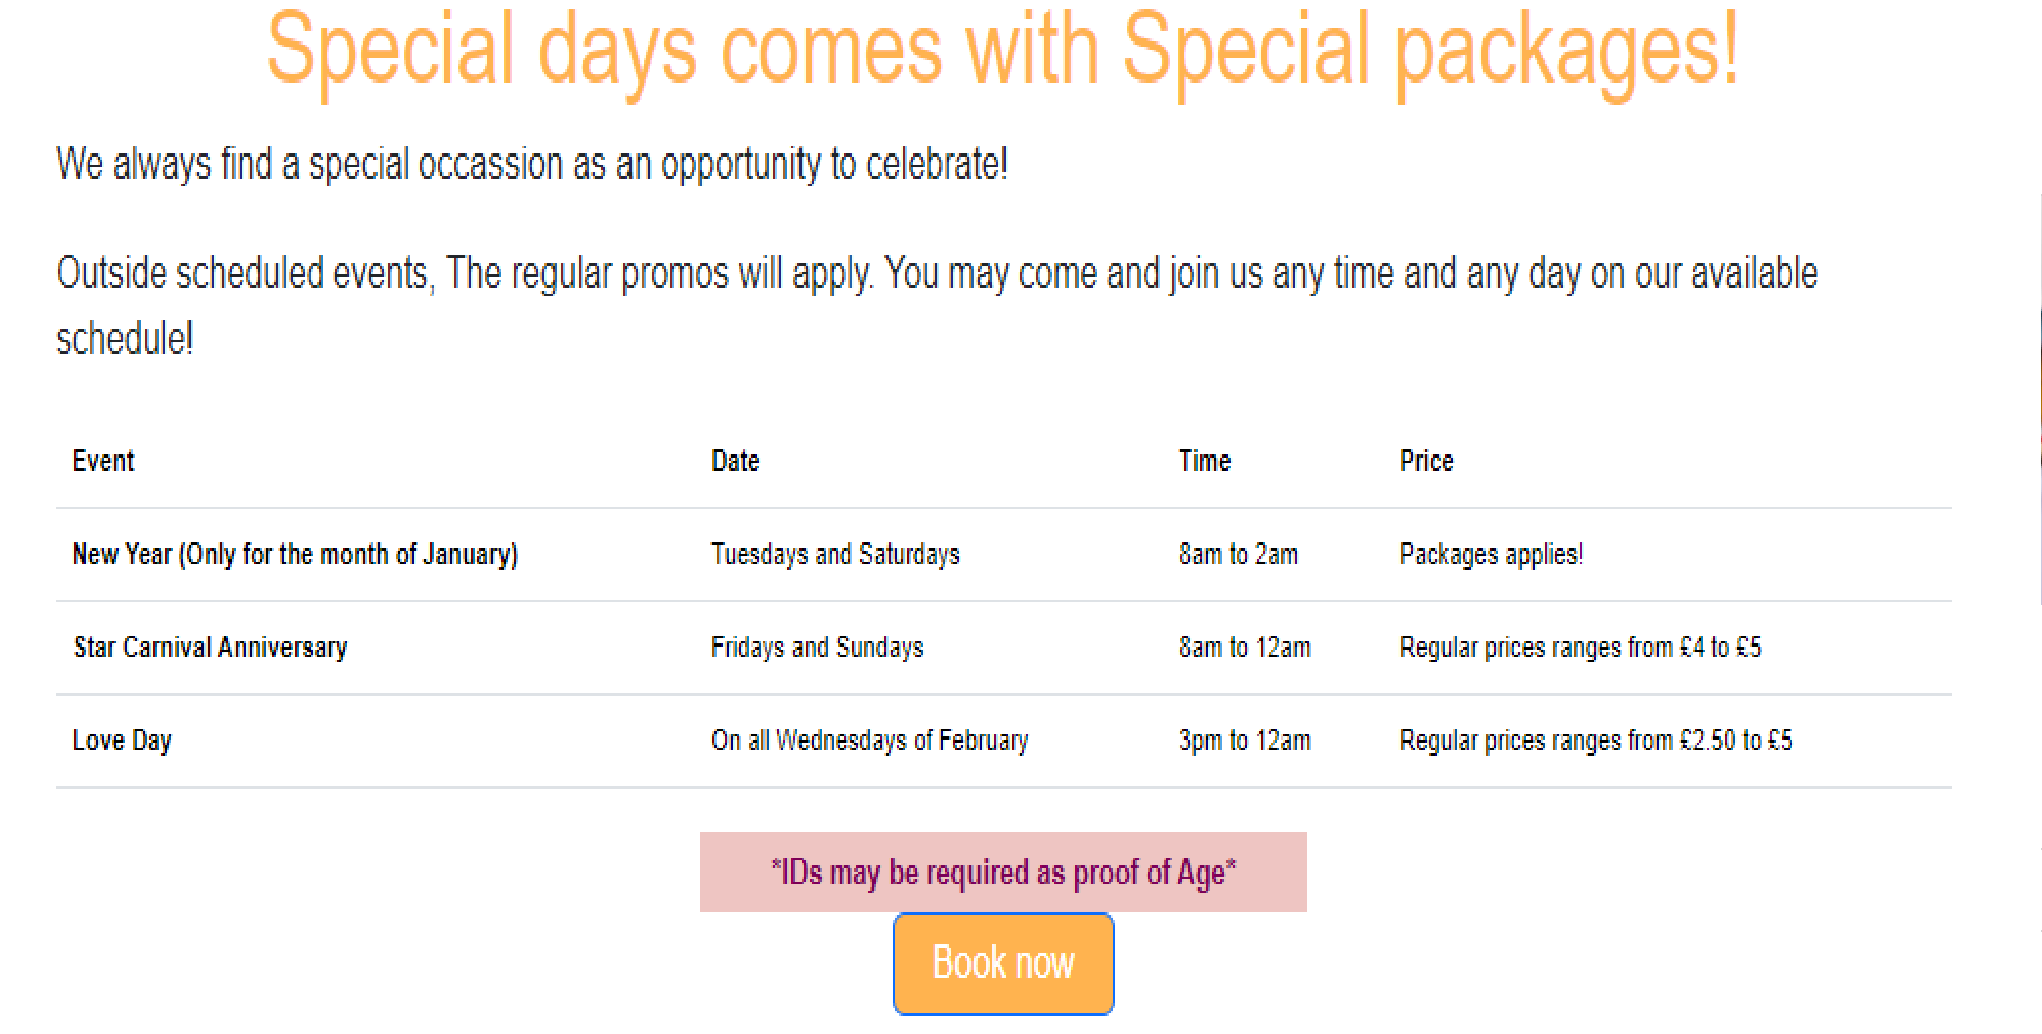 Special days comes with Special packages!
We always find a special occassion as an opportunity to celebrate!
Outside scheduled events, The regular promos will apply. You may come and join us any time and any day on our available
schedule!
Event Date Time Price
New Year (Only for the month of January) Tuesdays and Saturdays 8am to 2am Packages applies!
Star Carnival Anniversary Fridays and Sundays 8am to 12am Regular prices ranges from £4 to £5
Love Day On all Wednesdays of February 3pm to 12am Regular prices ranges from £2.50 to £5
*IDs may be required as proof of Age*
Book now